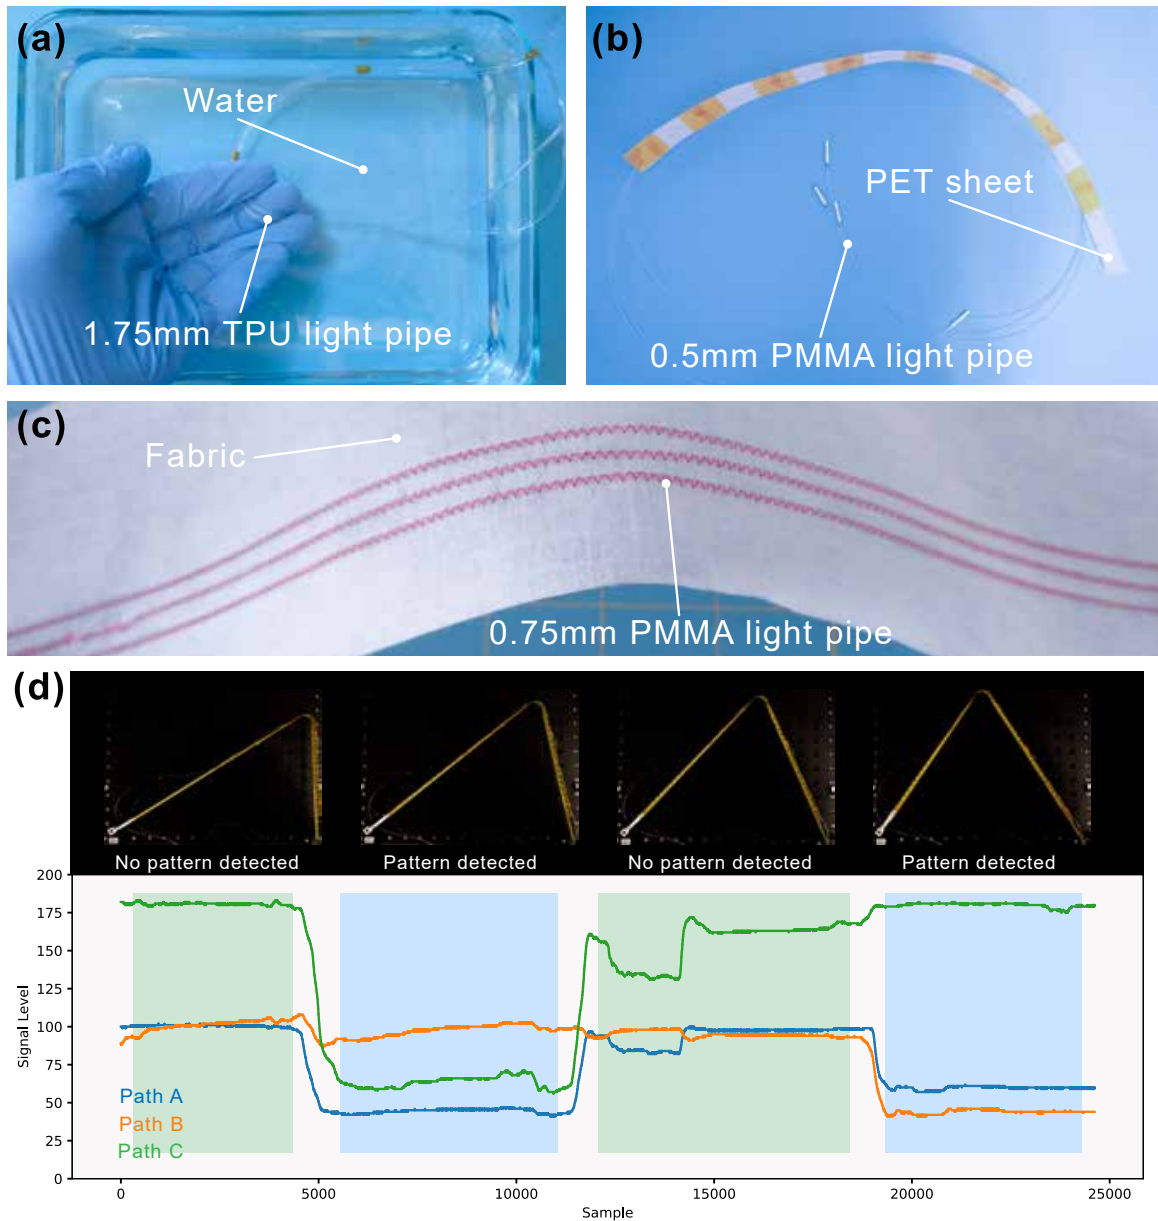 (a)
Water
1.75mm TPU light pipe
(b)
PET sheet
0.5mm PMMA light pipe
(c)
Fabric
0.75mm PMMA light pipe
(d)
No pattern detected
Pattern detected
No pattern detected
Pattern detected
200
175
150
125
100
75
50
25
0
Signal Level
Path A
Path B
Path C
0
5000
10000
15000
20000
25000
Sample